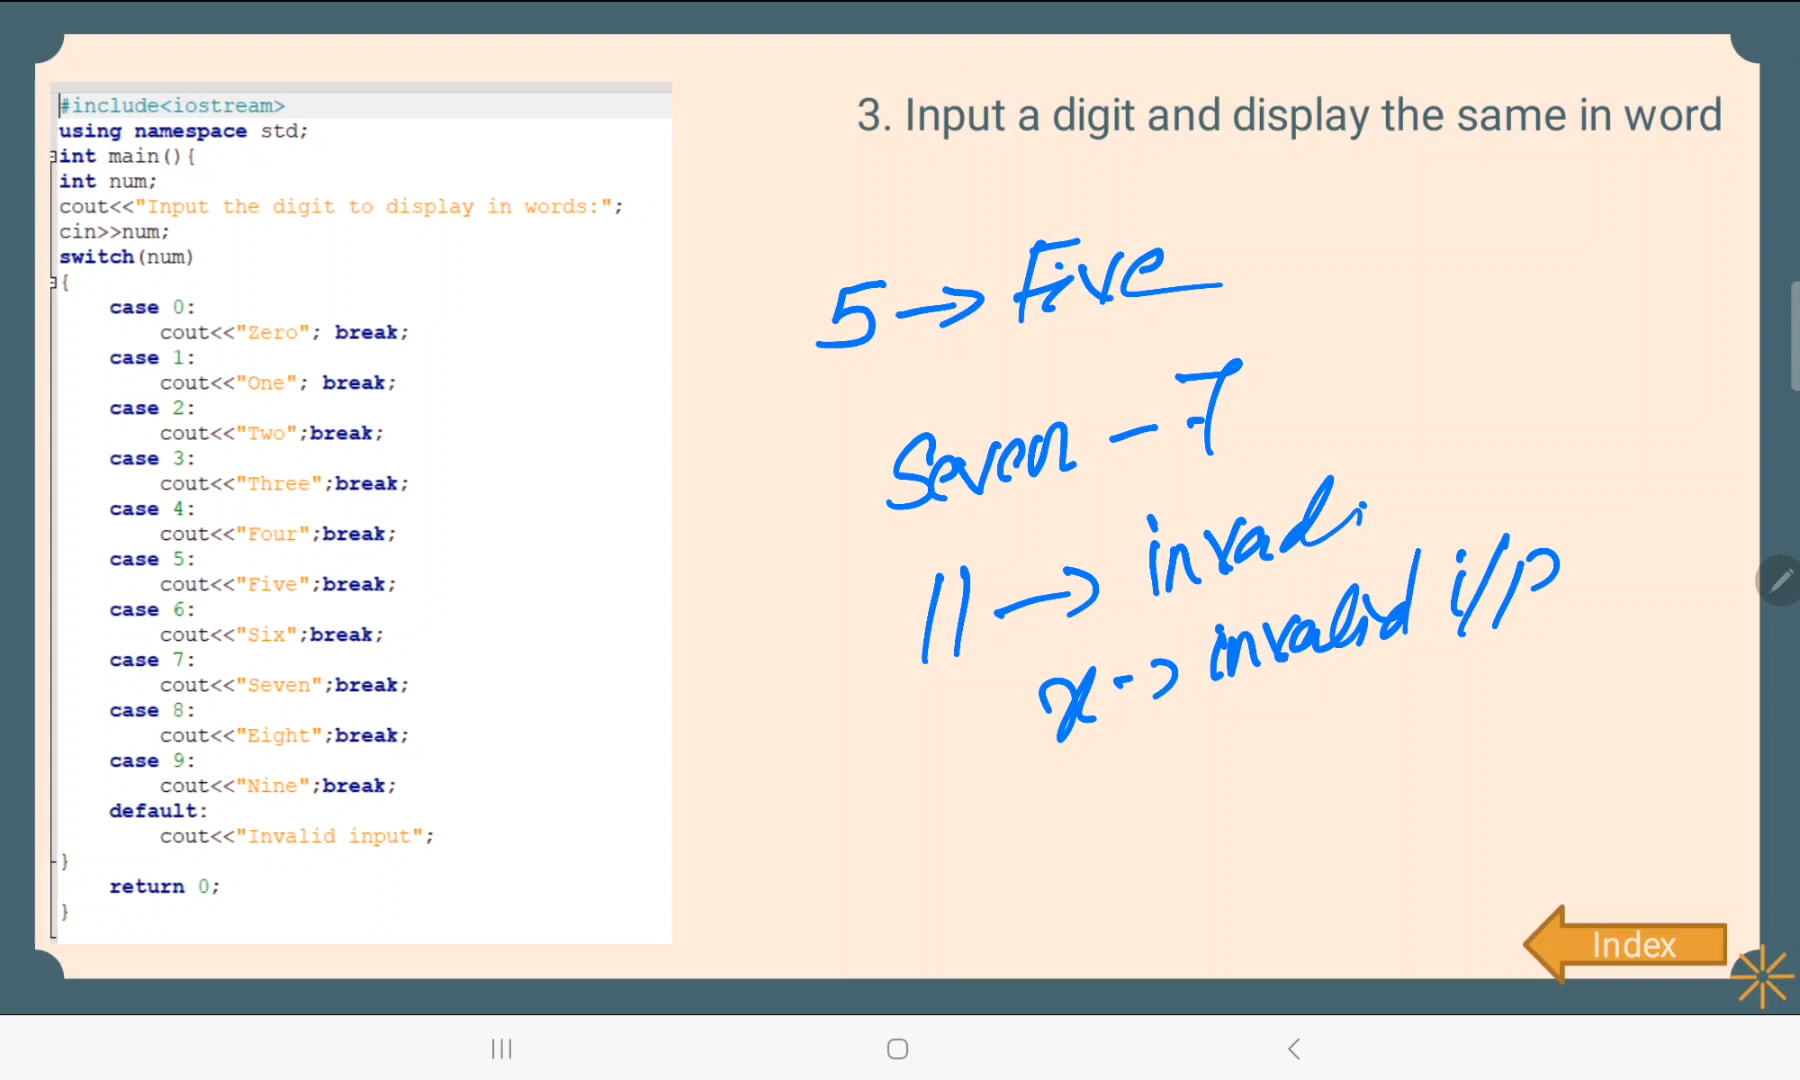 #include<iostream>
using namespace std;
int main(){
int num;
cout<<"Input the digit to display in words:";
cin>>num;
switch(num)
{
case 0:
cout<<"Zero"; break;
case 1:
cout<<"One"; break;
case 2:
cout<<"Two";break;
case 3:
cout<<"Three";break;
case 4:
cout<<"Four";break;
case 5:
cout<<"Five";break;
case 6:
cout<<"Six";break;
case 7:
cout<<"Seven";break;
case 8:
cout<<"Eight";break;
case 9:
cout<<"Nine";break;
default:
cout<<"Invalid input";
}
return 0;
}
3. Input a digit and display the same in word
5 → Five
Seven - 7
11 → invadi
x → invalid i/p
Index